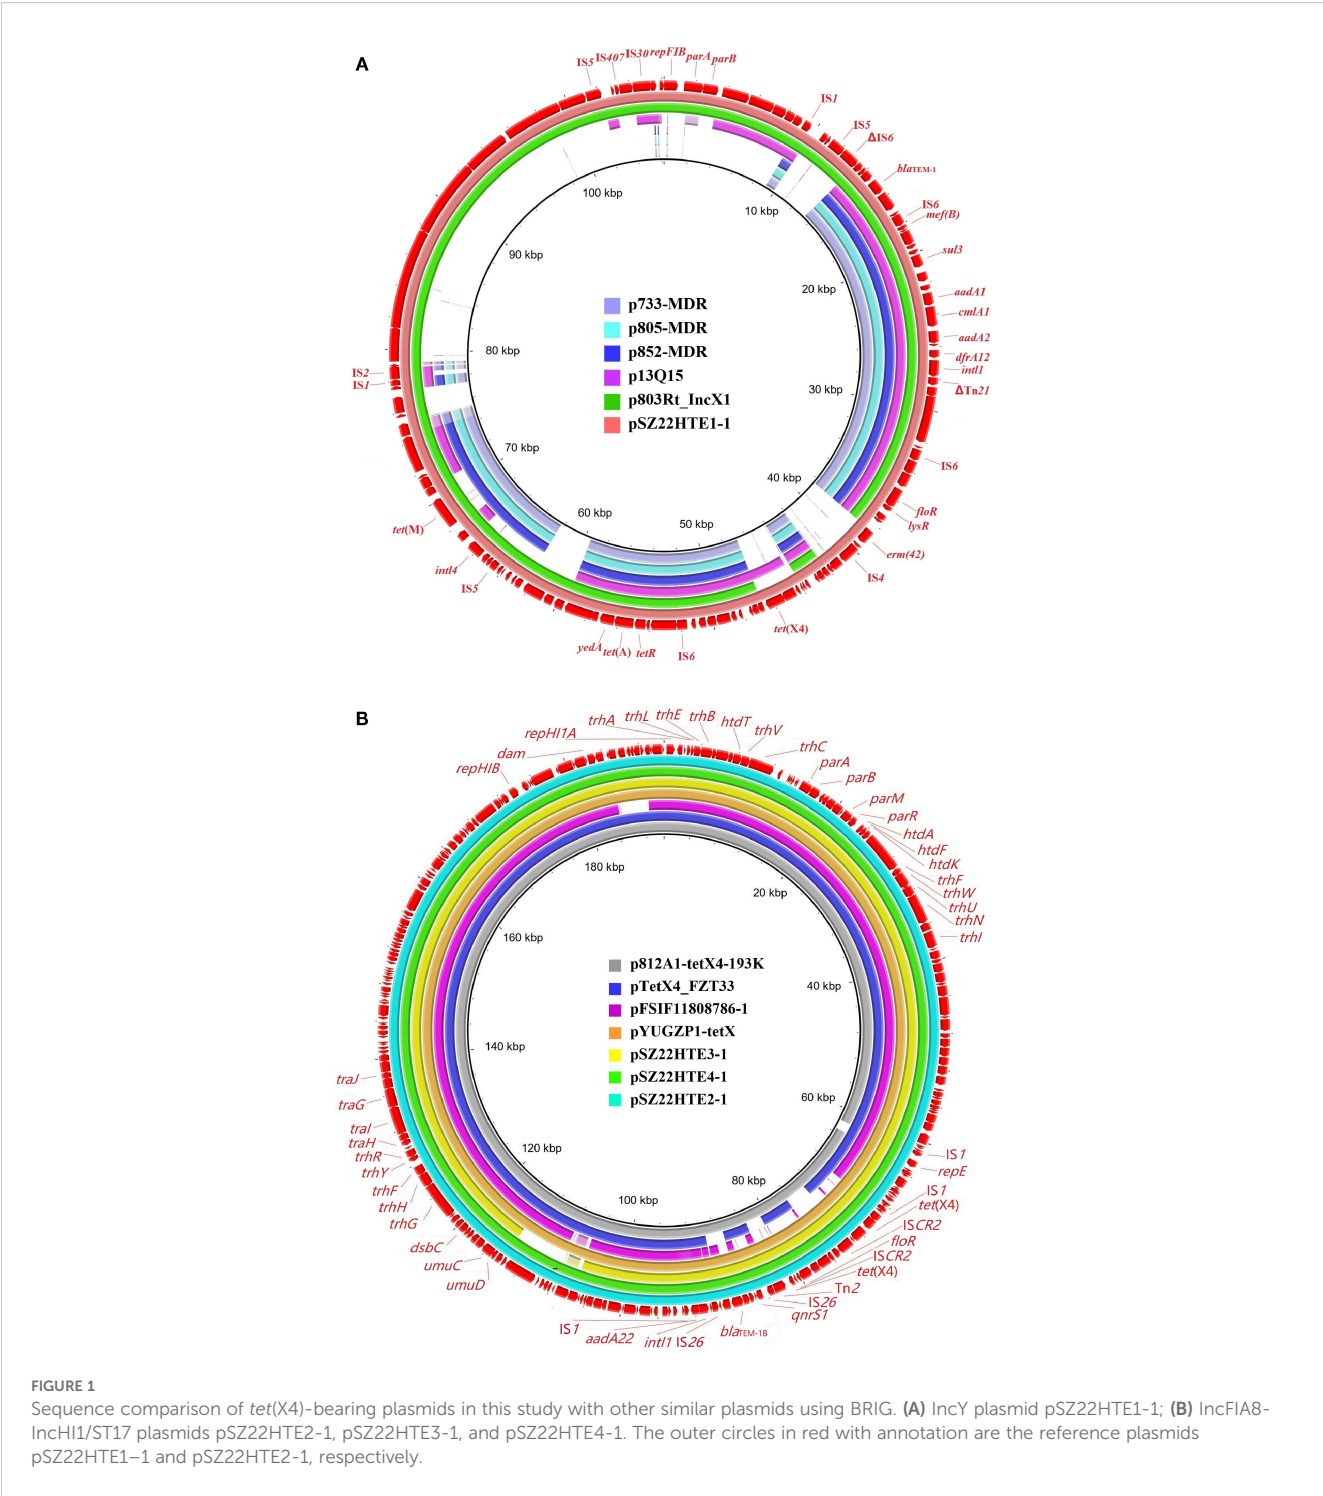 A
IS5 IS407 IS30 repFIB parA parB
IS1
IS5
ΔIS6
blaTEM-1
IS6
mef(B)
sul3
aadA1
cmlA1
aadA2
dfrA12
intI1
ΔTn21
IS6
floR
lysR
erm(42)
IS4
tet(X4)
IS6
tetR
tet(A)
yedA
IS5
intI4
tet(M)
IS1
IS2
100 kbp
10 kbp
90 kbp
20 kbp
80 kbp
30 kbp
70 kbp
40 kbp
60 kbp
50 kbp
p733-MDR
p805-MDR
p852-MDR
p13Q15
p803Rt_IncX1
pSZ22HTE1-1
B
repHIB
dam
repHI1A
trhA
trhL
trhE
trhB
htdT
trhV
trhC
parA
parB
parM
parR
htdA
htdF
htdK
trhF
trhW
trhU
trhN
trhI
IS1
repE
IS1
tet(X4)
ISCR2
floR
ISCR2
tet(X4)
Tn2
IS26
qnrS1
blaTEM-1B
IS26
intI1
aadA22
IS1
umuD
umuC
dsbC
trhG
trhH
trhF
trhY
trhR
traH
traI
traG
traJ
180 kbp
20 kbp
160 kbp
40 kbp
140 kbp
60 kbp
120 kbp
80 kbp
100 kbp
p812A1-tetX4-193K
pTetX4_FZT33
pFSIF11808786-1
pYUGZP1-tetX
pSZ22HTE3-1
pSZ22HTE4-1
pSZ22HTE2-1
FIGURE 1
Sequence comparison of tet(X4)-bearing plasmids in this study with other similar plasmids using BRIG. (A) IncY plasmid pSZ22HTE1-1; (B) IncFIA8-
IncHI1/ST17 plasmids pSZ22HTE2-1, pSZ22HTE3-1, and pSZ22HTE4-1. The outer circles in red with annotation are the reference plasmids
pSZ22HTE1–1 and pSZ22HTE2-1, respectively.